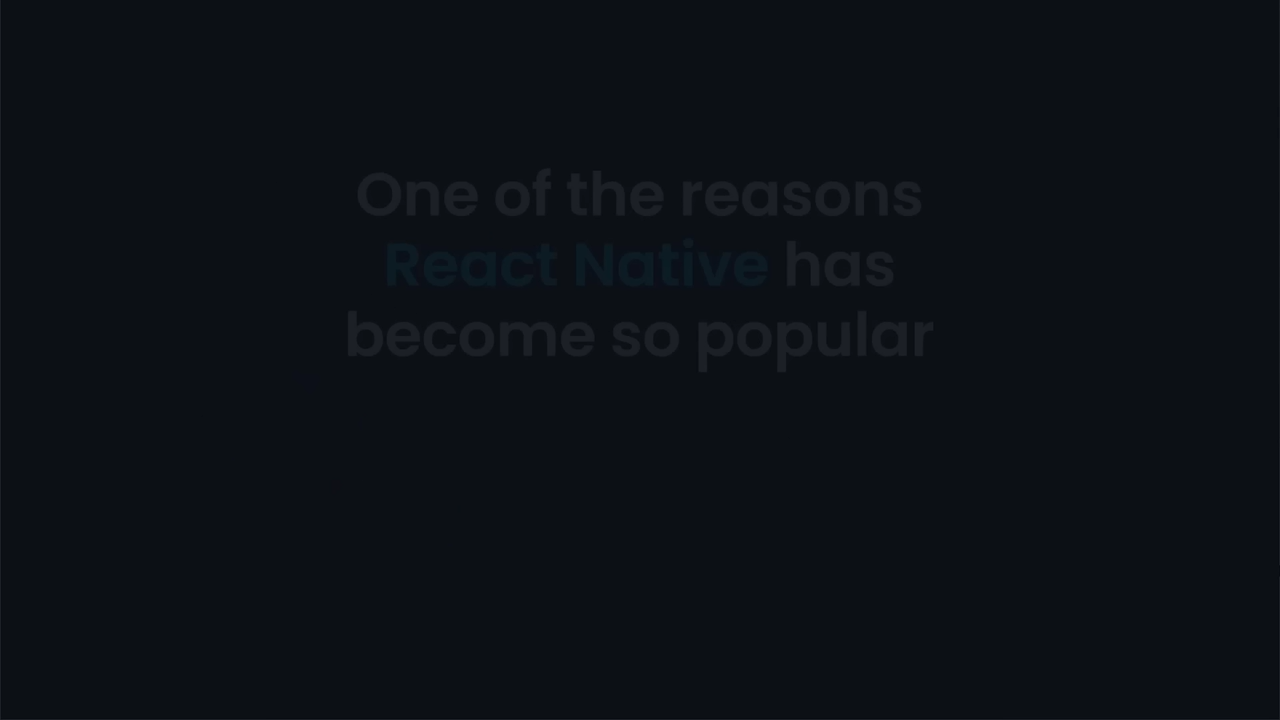 One of the reasons
React Native has
become so popular